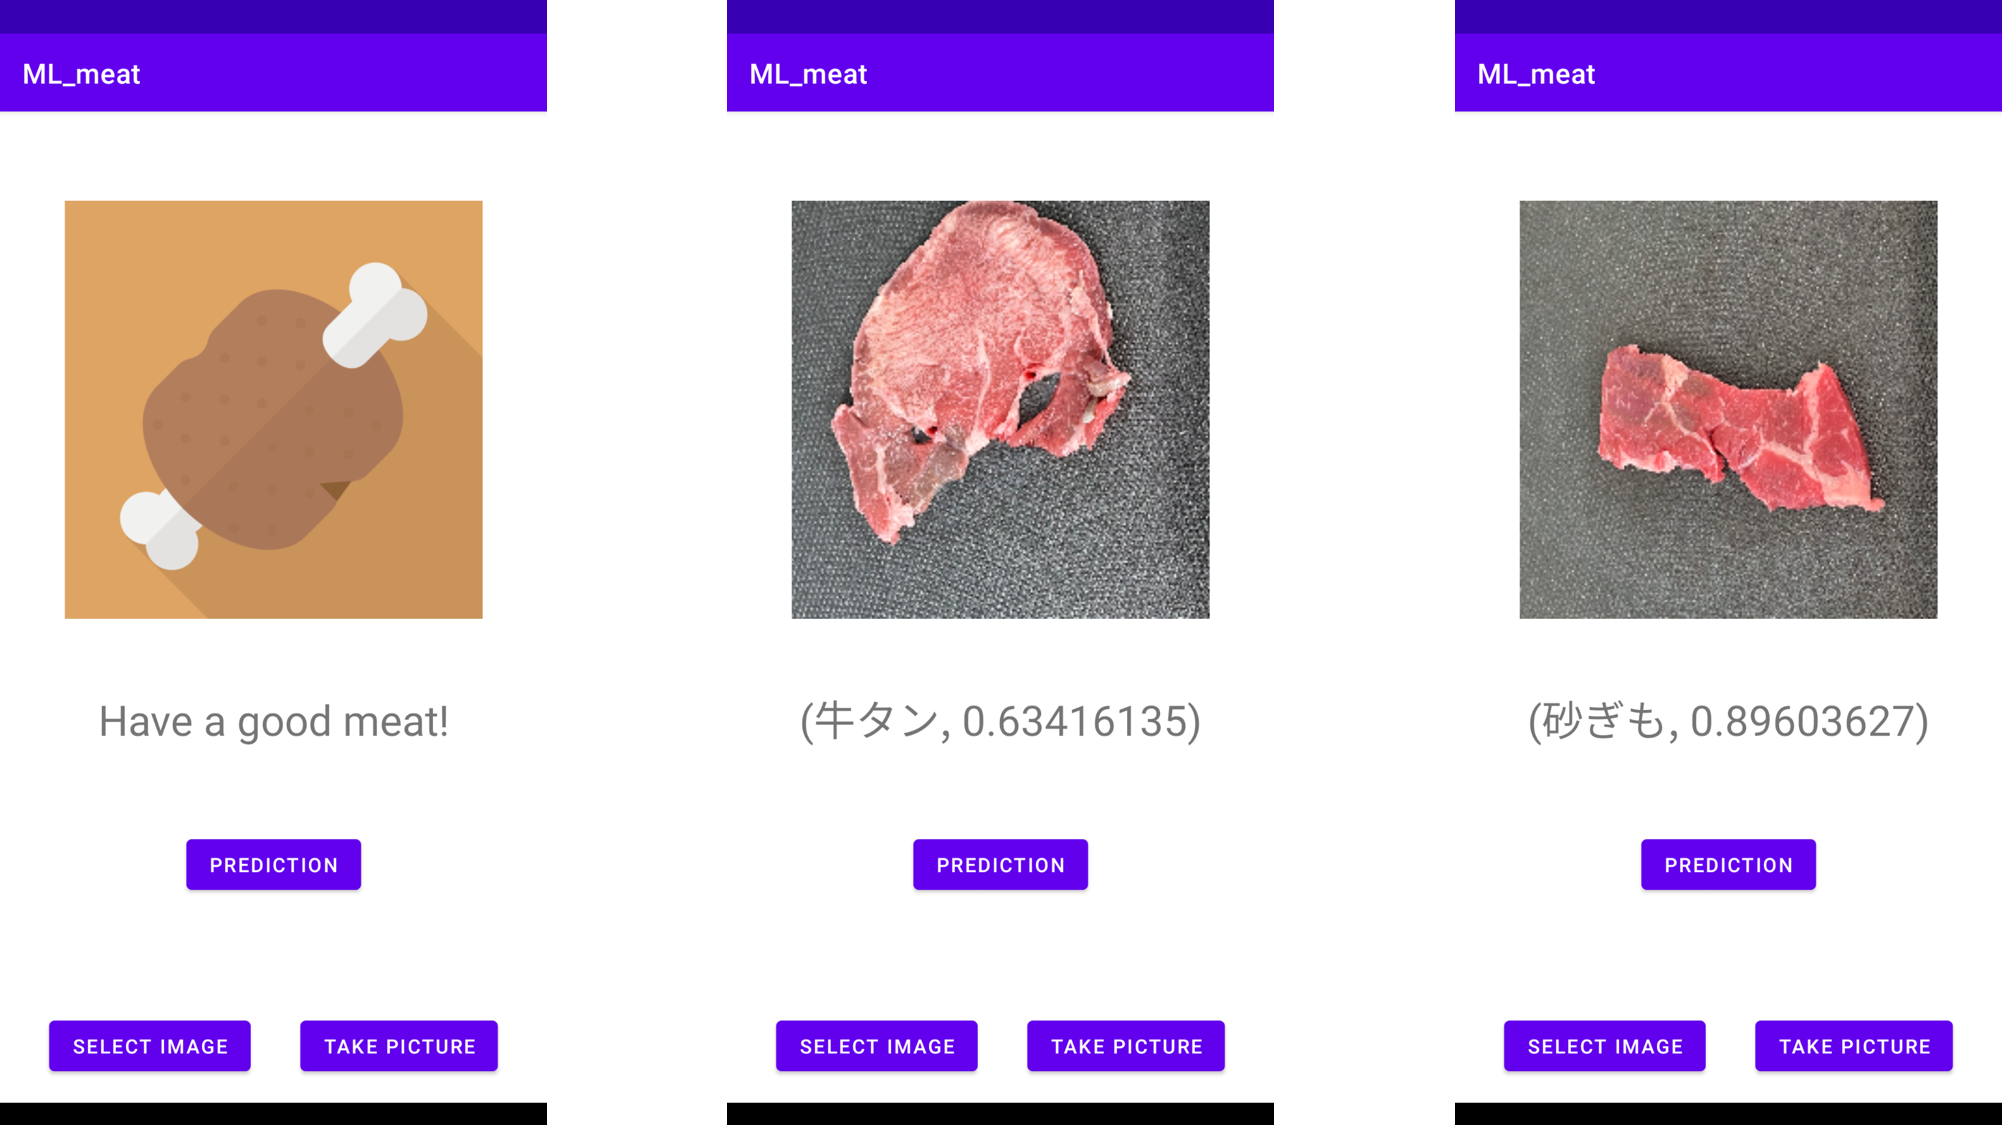 ML_meat
Have a good meat!
PREDICTION
SELECT IMAGE
TAKE PICTURE
ML_meat
(牛タン, 0.63416135)
PREDICTION
SELECT IMAGE
TAKE PICTURE
ML_meat
(砂ぎも, 0.89603627)
PREDICTION
SELECT IMAGE
TAKE PICTURE